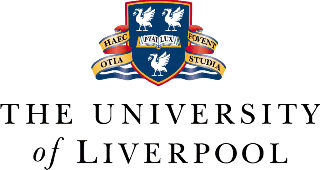 HAEC FOVENT
FIAT LUX
OTIA STUDIA
THE UNIVERSITY
of LIVERPOOL